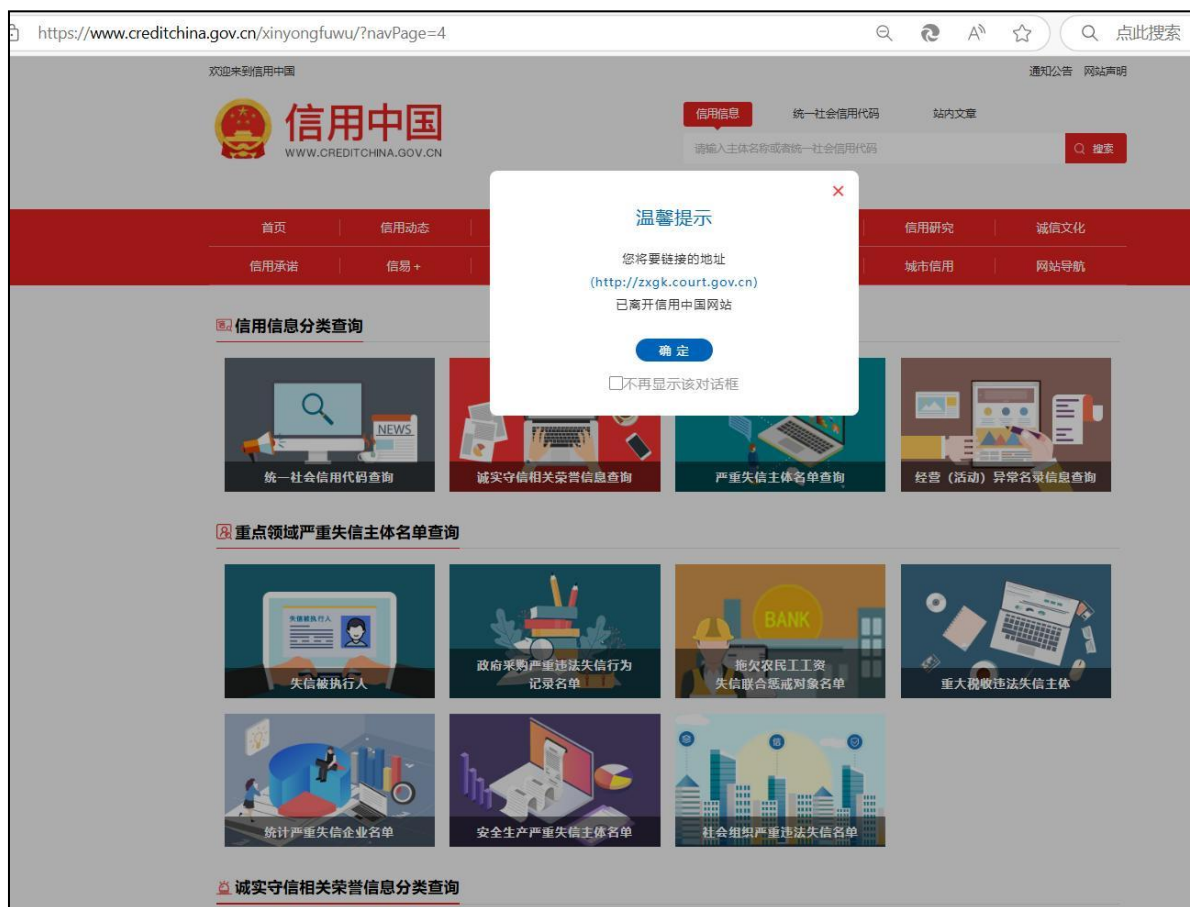 https://www.creditchina.gov.cn/xinyongfuwu/?navPage=4
点此搜索
欢迎来到信用中国
通知公告 网站声明
信用中国
WWW.CREDITCHINA.GOV.CN
信用信息 统一社会信用代码 站内文章
请输入主体名称或者统一社会信用代码
搜索
首页 信用动态 信用研究 诚信文化
信用承诺 信易+ 城市信用 网站导航
温馨提示
您将要链接的地址
(http://zxgk.court.gov.cn)
已离开信用中国网站
确定
不再显示该对话框
信用信息分类查询
NEWS
统一社会信用代码查询
诚实守信相关荣誉信息查询
严重失信主体名单查询
经营(活动)异常名录信息查询
重点领域严重失信主体名单查询
失信被执行人
失信被执行人
政府采购严重违法失信行为
记录名单
BANK
拖欠农民工工资
失信联合惩戒对象名单
重大税收违法失信主体
统计严重失信企业名单
安全生产严重失信主体名单
信
社会组织严重违法失信名单
诚实守信相关荣誉信息分类查询